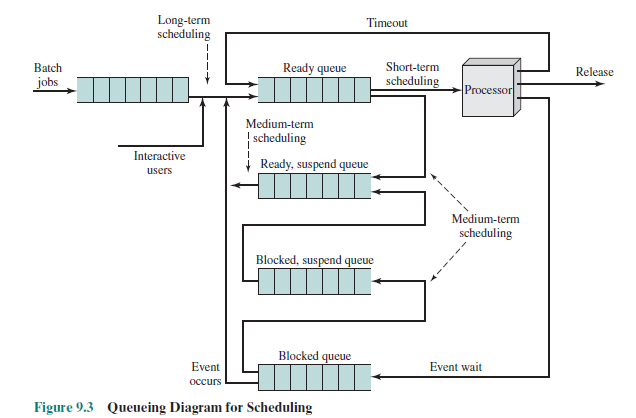 Long-term
scheduling
Timeout
Batch
jobs
Ready queue
Short-term
scheduling
Processor
Release
Medium-term
scheduling
Interactive
users
Ready, suspend queue
Medium-term
scheduling
Blocked, suspend queue
Blocked queue
Event
occurs
Event wait
Figure 9.3 Queueing Diagram for Scheduling